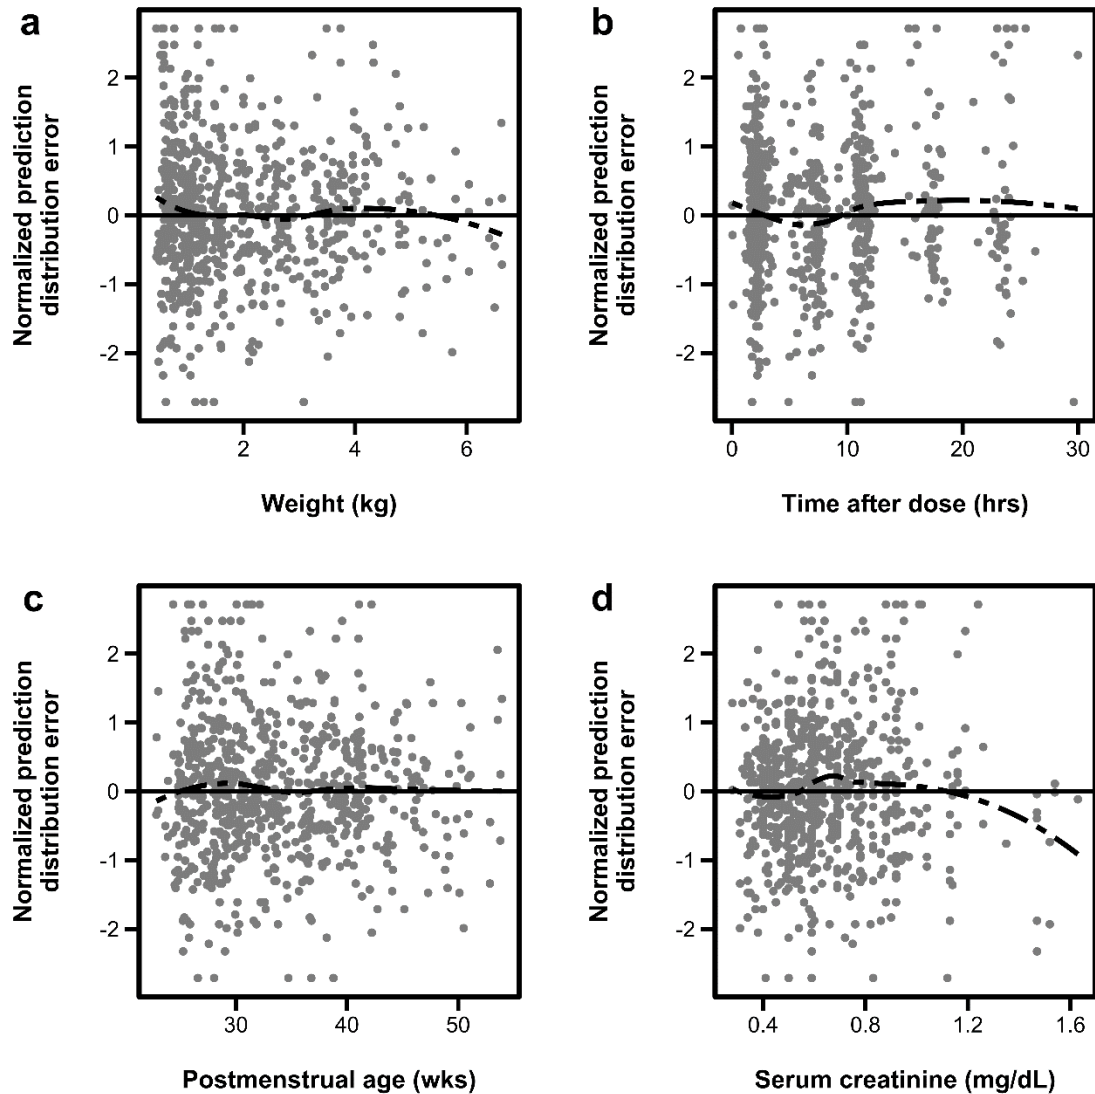 a
Normalized prediction
distribution error
2
1
0
-1
-2
2
4
6
Weight (kg)
b
Normalized prediction
distribution error
2
1
0
-1
-2
0
10
20
30
Time after dose (hrs)
c
Normalized prediction
distribution error
2
1
0
-1
-2
30
40
50
Postmenstrual age (wks)
d
Normalized prediction
distribution error
2
1
0
-1
-2
0.4
0.8
1.2
1.6
Serum creatinine (mg/dL)